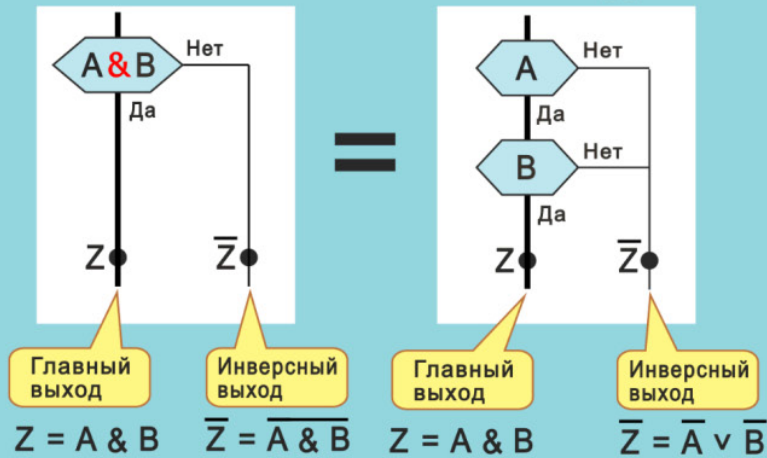 A & B
Нет
Да
Z
Z̅
Главный
выход
Инверсный
выход
Z = A & B
Z̅ = A̅ ̅&̅ ̅B̅
=
A
Нет
Да
B
Нет
Да
Z
Z̅
Главный
выход
Инверсный
выход
Z = A & B
Z̅ = A̅ v B̅